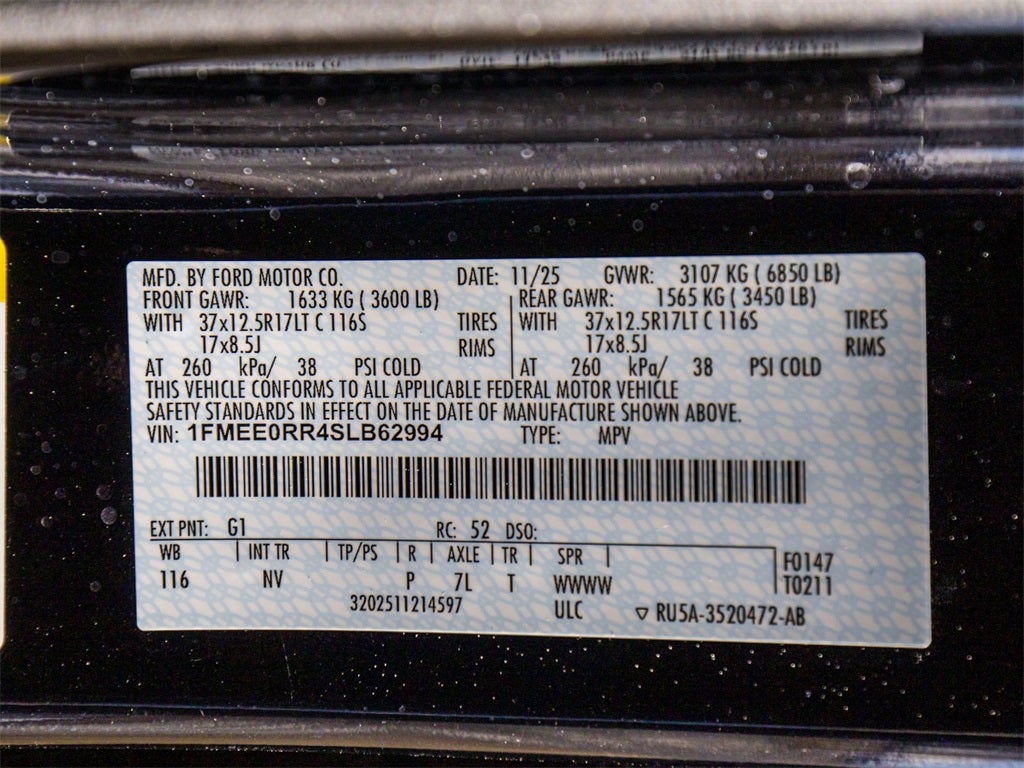 MFD. BY FORD MOTOR CO. DATE: 11/25 GVWR: 3107 KG ( 6850 LB)
FRONT GAWR: 1633 KG ( 3600 LB) REAR GAWR: 1565 KG ( 3450 LB)
WITH 37x12.5R17LT C 116S TIRES WITH 37x12.5R17LT C 116S TIRES
17x8.5J RIMS 17x8.5J RIMS
AT 260 kPa/ 38 PSI COLD AT 260 kPa/ 38 PSI COLD
THIS VEHICLE CONFORMS TO ALL APPLICABLE FEDERAL MOTOR VEHICLE
SAFETY STANDARDS IN EFFECT ON THE DATE OF MANUFACTURE SHOWN ABOVE.
VIN: 1FMEE0RR4SLB62994 TYPE: MPV
EXT PNT: G1 RC: 52 DSO:
WB INT TR TP/PS R AXLE TR SPR F0147
116 NV P 7L T WWWW T0211
3202511214597 ULC ▽ RU5A-3520472-AB